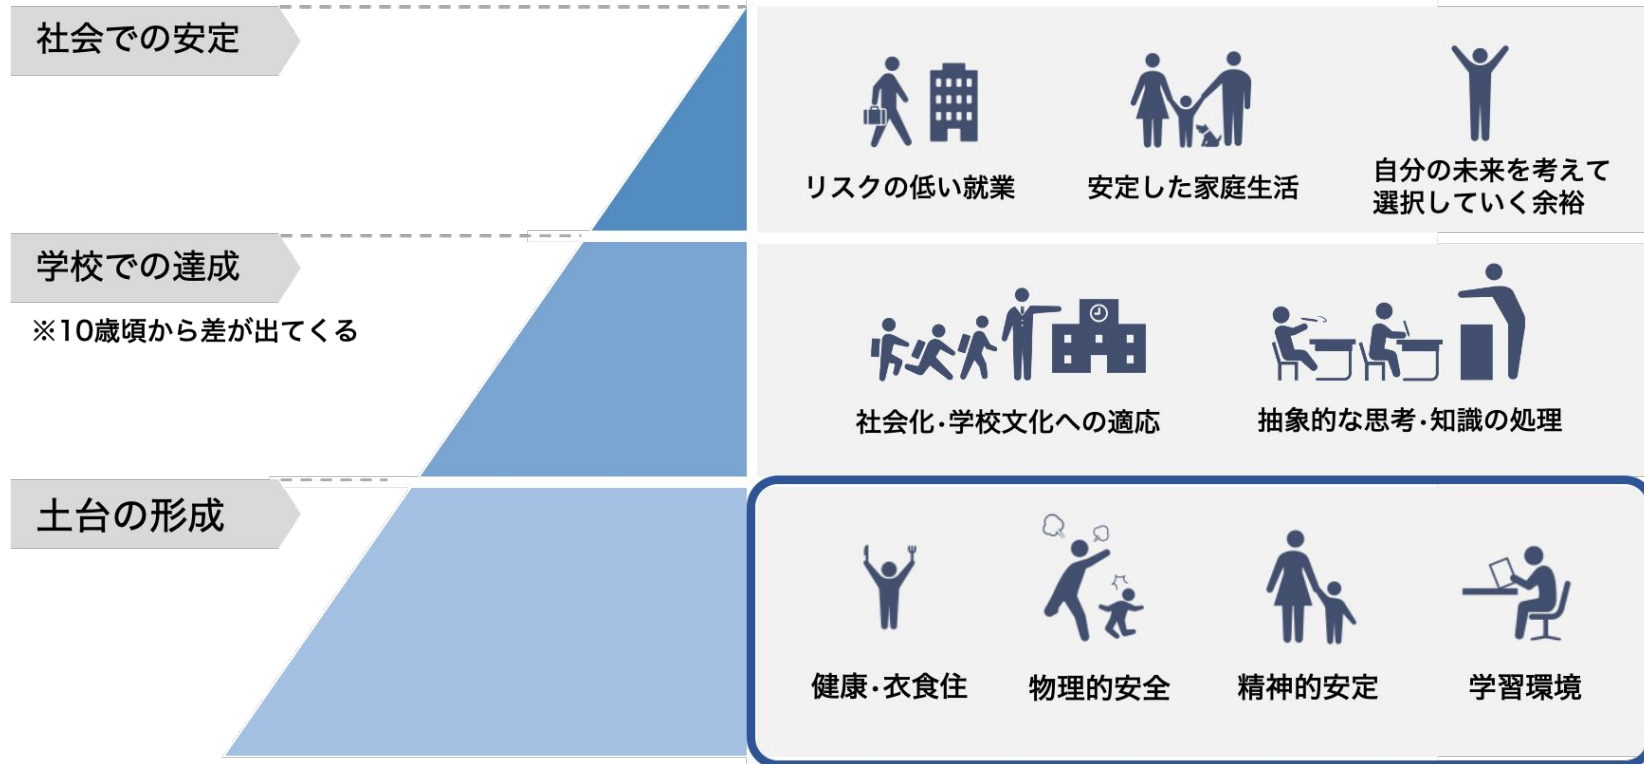 社会での安定
リスクの低い就業
安定した家庭生活
自分の未来を考えて
選択していく余裕
学校での達成
※10歳頃から差が出てくる
社会化･学校文化への適応
抽象的な思考･知識の処理
土台の形成
健康･衣食住
物理的安全
精神的安定
学習環境